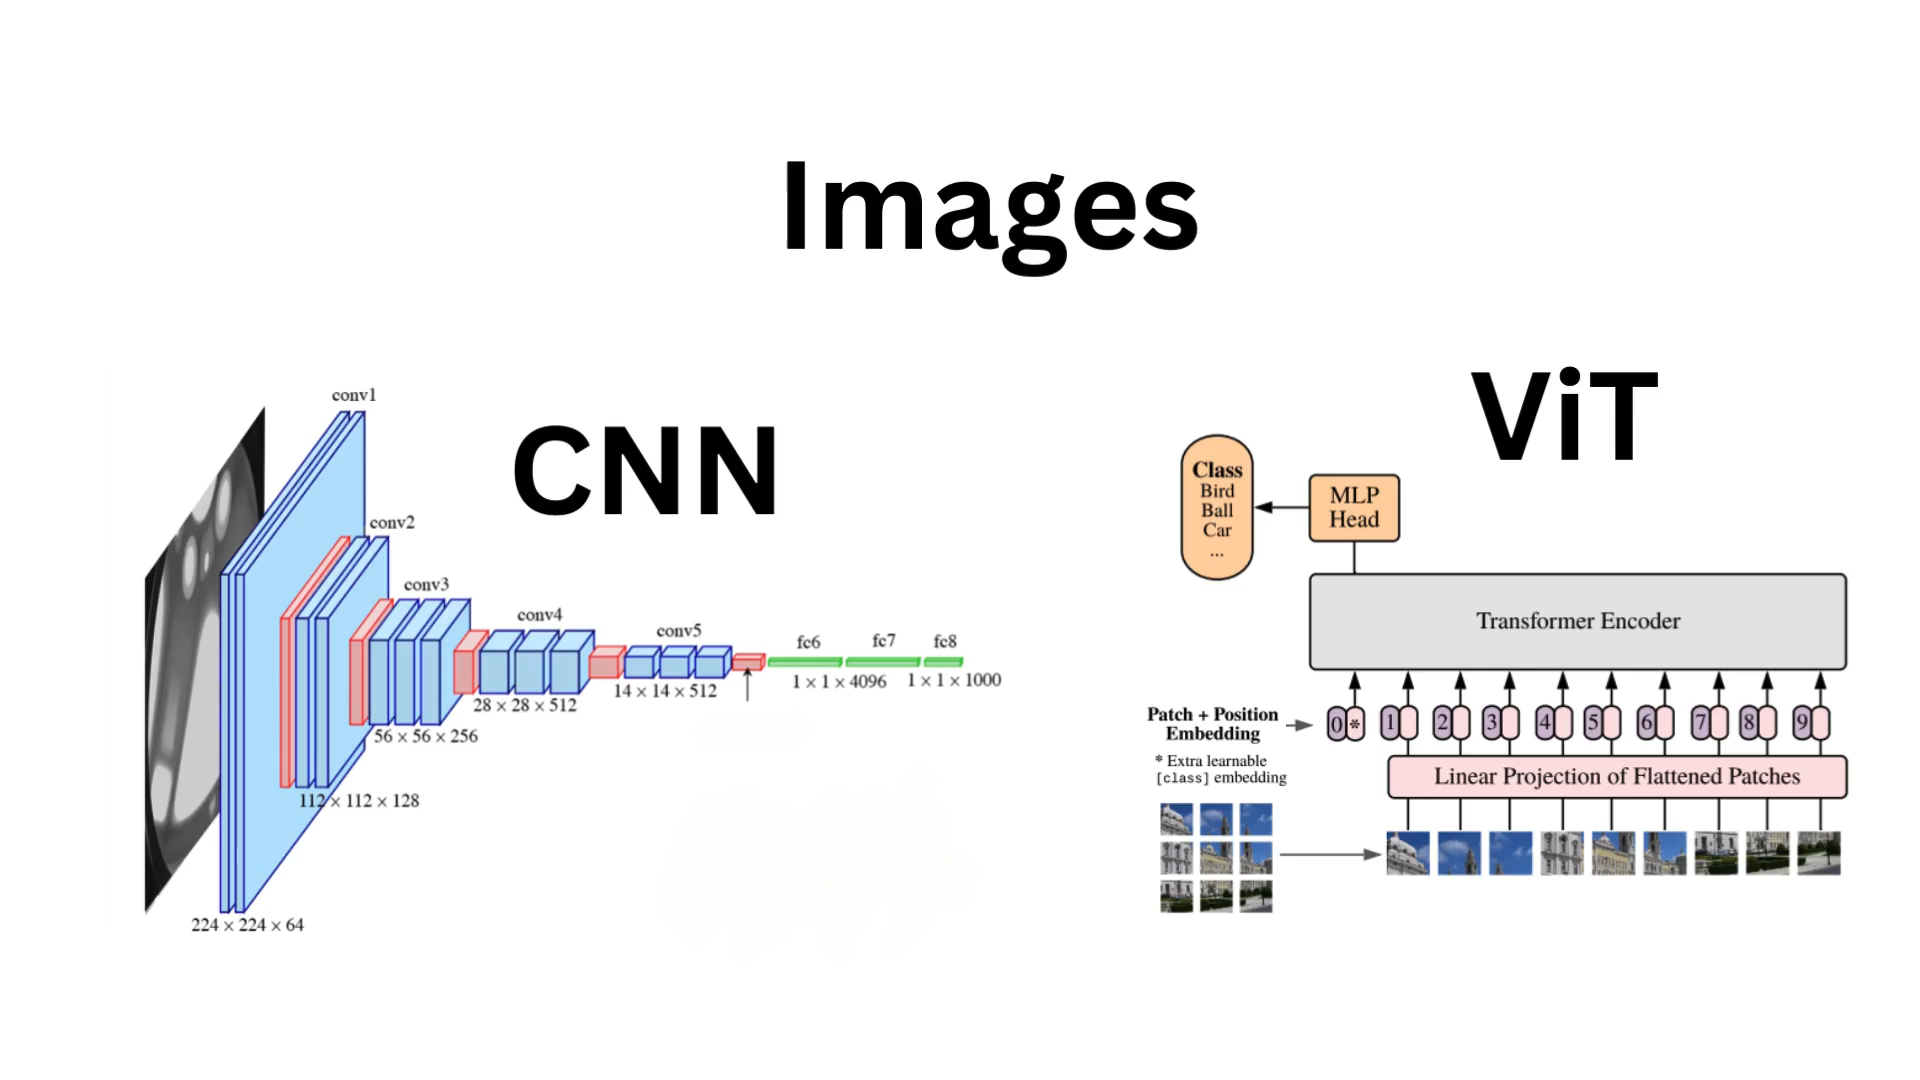 Images
CNN
conv1
conv2
conv3
conv4
conv5
fc6
fc7
fc8
1 × 1 × 4096
1 × 1 × 1000
14 × 14 × 512
28 × 28 × 512
56 × 56 × 256
112 × 112 × 128
224 × 224 × 64
ViT
Class
Bird
Ball
Car
...
MLP
Head
Transformer Encoder
Patch + Position
Embedding
* Extra learnable
[class] embedding
0 * 1 2 3 4 5 6 7 8 9
Linear Projection of Flattened Patches